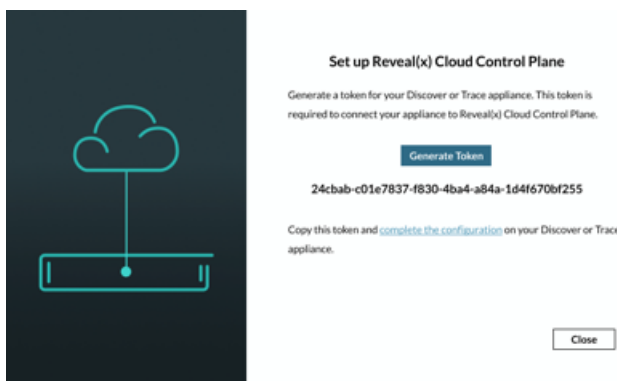 Set up Reveal(x) Cloud Control Plane
Generate a token for your Discover or Trace appliance. This token is
required to connect your appliance to Reveal(x) Cloud Control Plane.
Generate Token
24cbab-c01e7837-f830-4ba4-a84a-1d4f670bf255
Copy this token and complete the configuration on your Discover or Trace
appliance.
Close